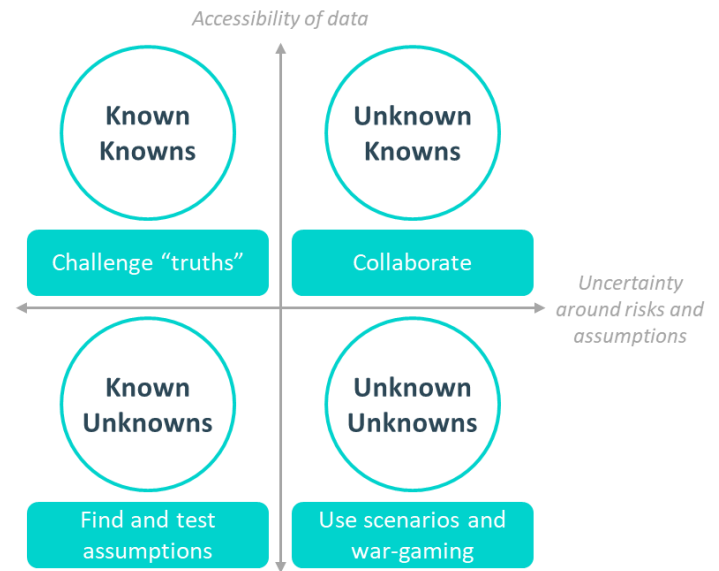 Accessibility of data
Known
Knowns
Unknown
Knowns
Challenge “truths”
Collaborate
Uncertainty
around risks and
assumptions
Known
Unknowns
Unknown
Unknowns
Find and test
assumptions
Use scenarios and
war-gaming